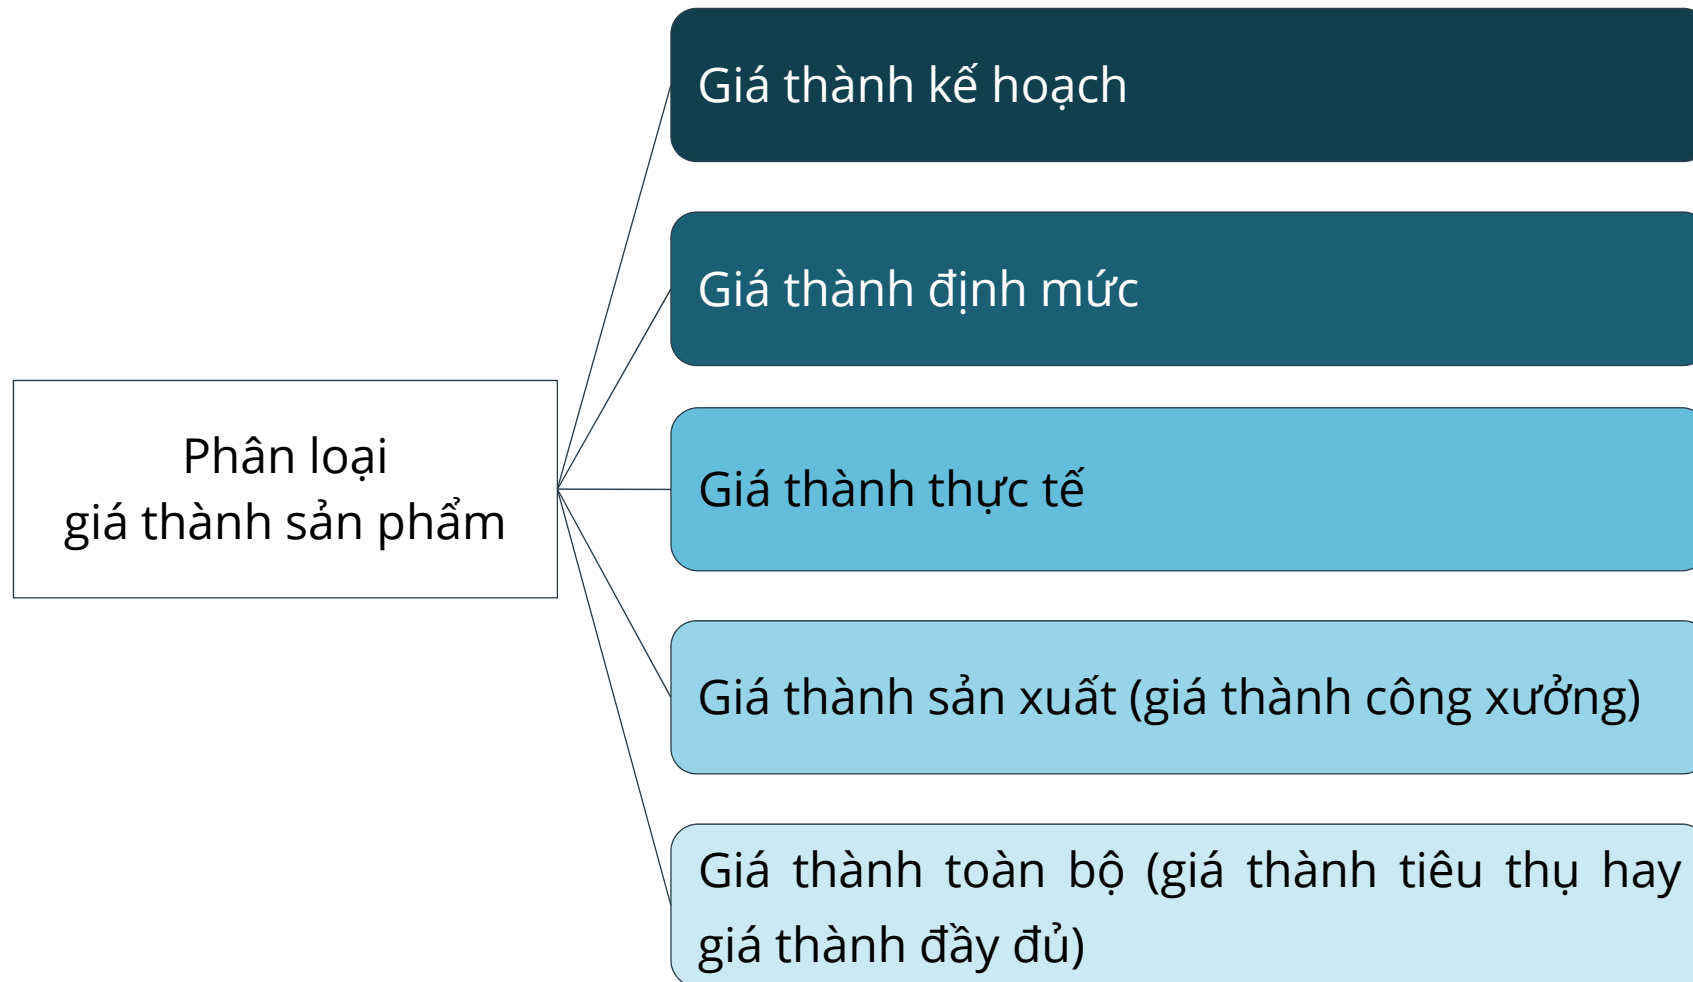 Phân loại
giá thành sản phẩm
Giá thành kế hoạch
Giá thành định mức
Giá thành thực tế
Giá thành sản xuất (giá thành công xưởng)
Giá thành toàn bộ (giá thành tiêu thụ hay
giá thành đầy đủ)